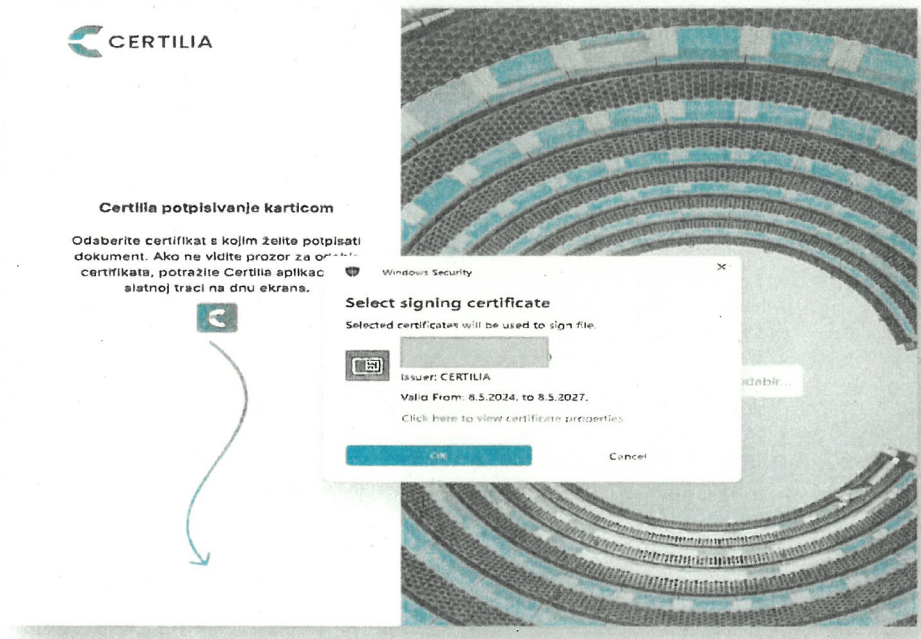 CERTILIA
Certilia potpisivanje karticom
Odaberite certifikat s kojim želite potpisati
dokument. Ako ne vidite prozor za
certifikata, potražite Certilia
alatnoj traci na dnu ekrana.
Windows Security
Select signing certificate
Selected certificates will be used to sign file.
Issuer: CERTILIA
Valid From: 8.5.2024. to 8.5.2027.
Click here to view certificate properties
OK
Cancel